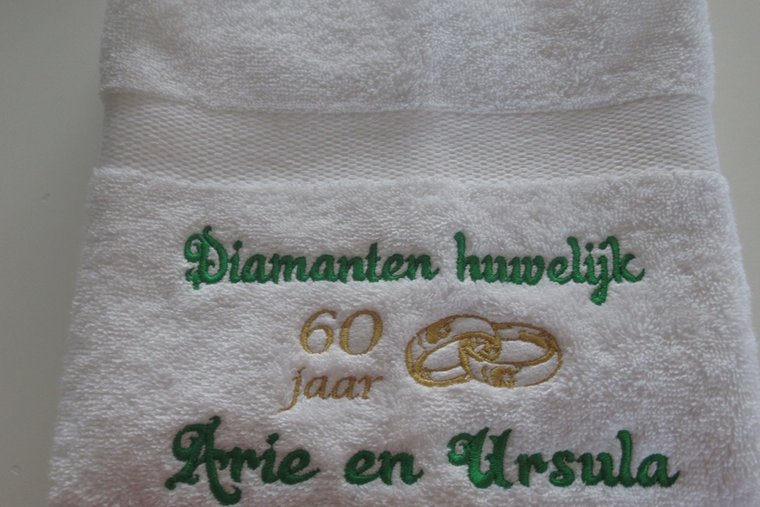 Diamanten huwelijk
60
jaar
Arie en Ursula